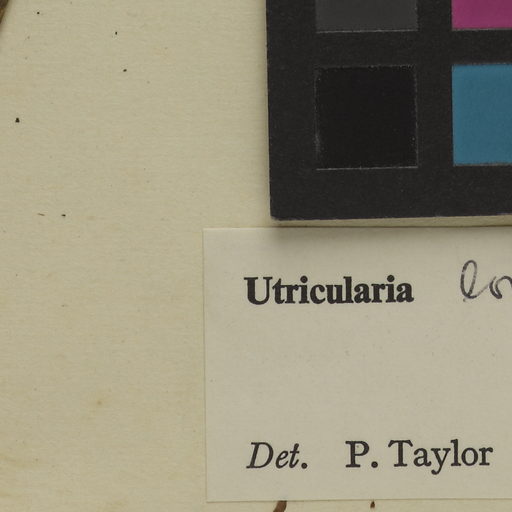 Utricularia
Det. P. Taylor